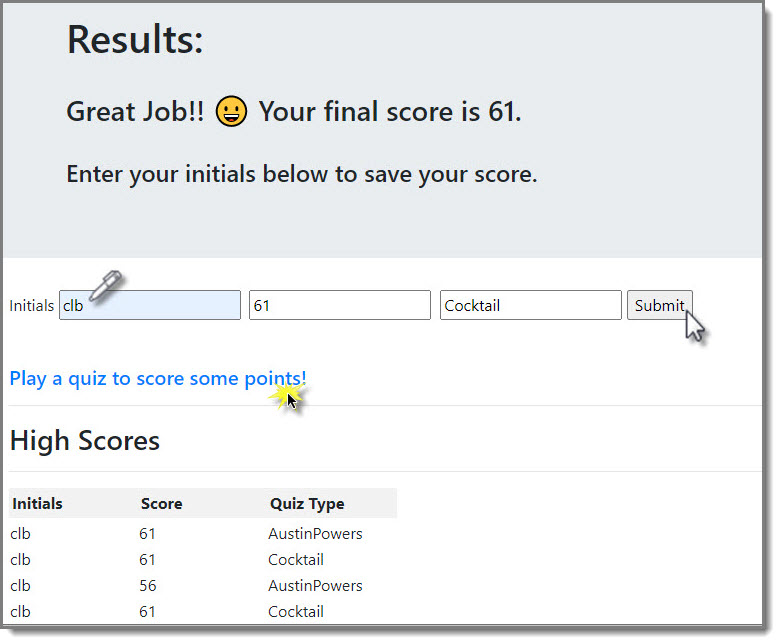 Results:
Great Job!! 😀 Your final score is 61.
Enter your initials below to save your score.
Initials clb 61 Cocktail Submit
Play a quiz to score some points!
High Scores
Initials Score Quiz Type
clb 61 AustinPowers
clb 61 Cocktail
clb 56 AustinPowers
clb 61 Cocktail